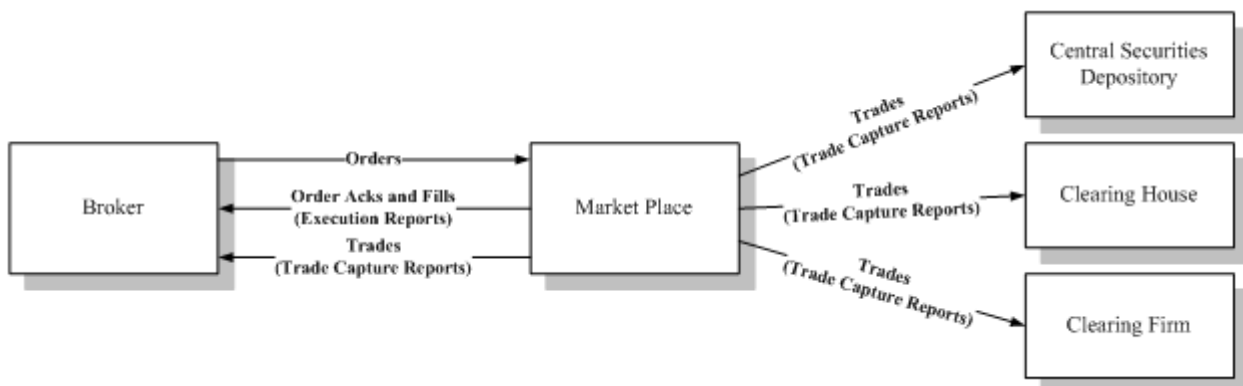 Broker
Orders
Order Acks and Fills
(Execution Reports)
Trades
(Trade Capture Reports)
Market Place
Trades
(Trade Capture Reports)
Trades
(Trade Capture Reports)
Trades
(Trade Capture Reports)
Central Securities
Depository
Clearing House
Clearing Firm